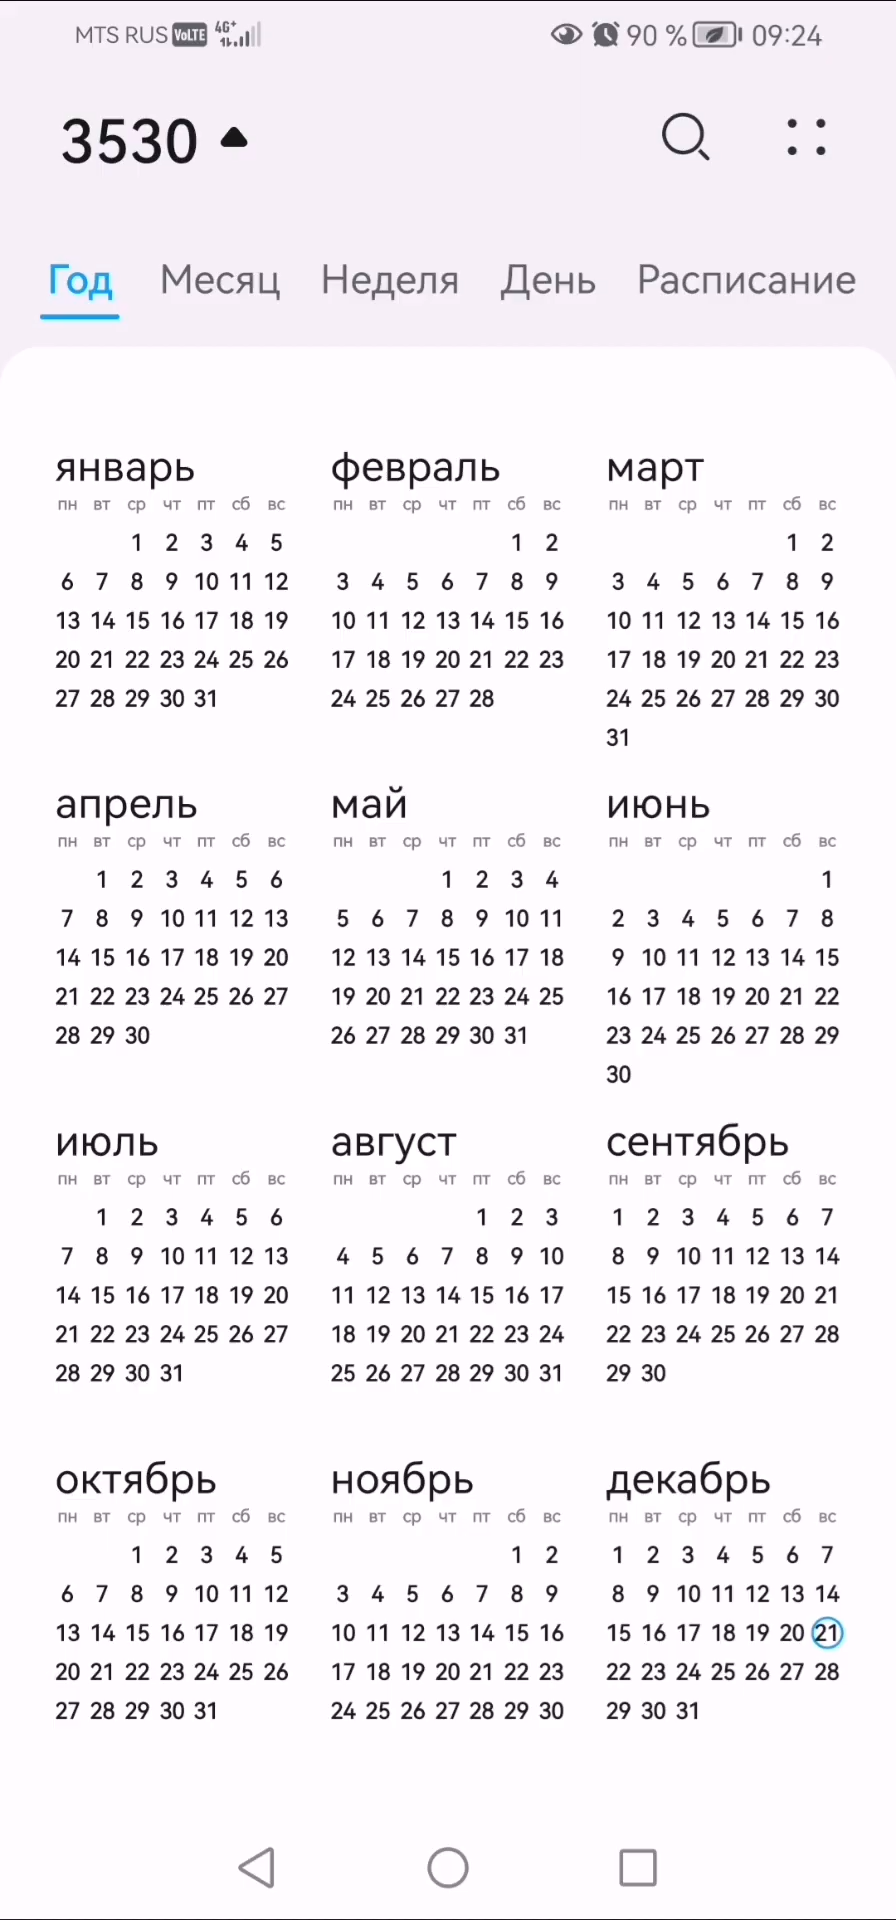 MTS RUS VoLTE 4G+ 90 % 09:24
3530
Год Месяц Неделя День Расписание
январь февраль март
пн вт ср чт пт сб вс пн вт ср чт пт сб вс пн вт ср чт пт сб вс
1 2 3 4 5 1 2 1 2
6 7 8 9 10 11 12 3 4 5 6 7 8 9 3 4 5 6 7 8 9
13 14 15 16 17 18 19 10 11 12 13 14 15 16 10 11 12 13 14 15 16
20 21 22 23 24 25 26 17 18 19 20 21 22 23 17 18 19 20 21 22 23
27 28 29 30 31 24 25 26 27 28 24 25 26 27 28 29 30
31
апрель май июнь
пн вт ср чт пт сб вс пн вт ср чт пт сб вс пн вт ср чт пт сб вс
1 2 3 4 5 6 1 2 3 4 1
7 8 9 10 11 12 13 5 6 7 8 9 10 11 2 3 4 5 6 7 8
14 15 16 17 18 19 20 12 13 14 15 16 17 18 9 10 11 12 13 14 15
21 22 23 24 25 26 27 19 20 21 22 23 24 25 16 17 18 19 20 21 22
28 29 30 26 27 28 29 30 31 23 24 25 26 27 28 29
30
июль август сентябрь
пн вт ср чт пт сб вс пн вт ср чт пт сб вс пн вт ср чт пт сб вс
1 2 3 4 5 6 1 2 3 1 2 3 4 5 6 7
7 8 9 10 11 12 13 4 5 6 7 8 9 10 8 9 10 11 12 13 14
14 15 16 17 18 19 20 11 12 13 14 15 16 17 15 16 17 18 19 20 21
21 22 23 24 25 26 27 18 19 20 21 22 23 24 22 23 24 25 26 27 28
28 29 30 31 25 26 27 28 29 30 31 29 30
октябрь ноябрь декабрь
пн вт ср чт пт сб вс пн вт ср чт пт сб вс пн вт ср чт пт сб вс
1 2 3 4 5 1 2 1 2 3 4 5 6 7
6 7 8 9 10 11 12 3 4 5 6 7 8 9 8 9 10 11 12 13 14
13 14 15 16 17 18 19 10 11 12 13 14 15 16 15 16 17 18 19 20 21
20 21 22 23 24 25 26 17 18 19 20 21 22 23 22 23 24 25 26 27 28
27 28 29 30 31 24 25 26 27 28 29 30 29 30 31